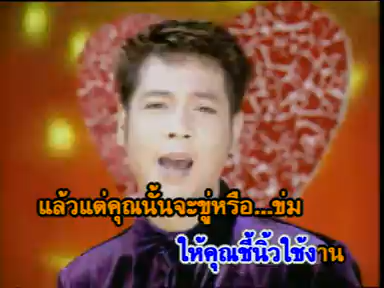 แล้วแต่คุณนั้นจะขู่หรือ...ข่ม
ให้คุณชี้นิ้วใช้งาน